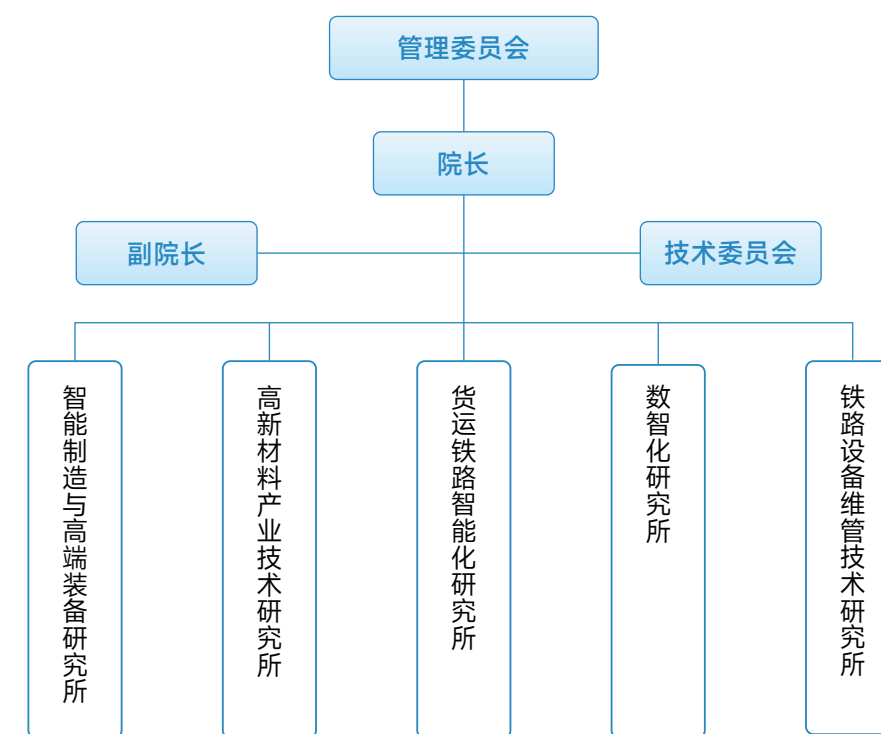 管理委员会
院长
副院长
技术委员会
智能制造与高端装备研究所
高新材料产业技术研究所
货运铁路智能化研究所
数智化研究所
铁路设备维管技术研究所